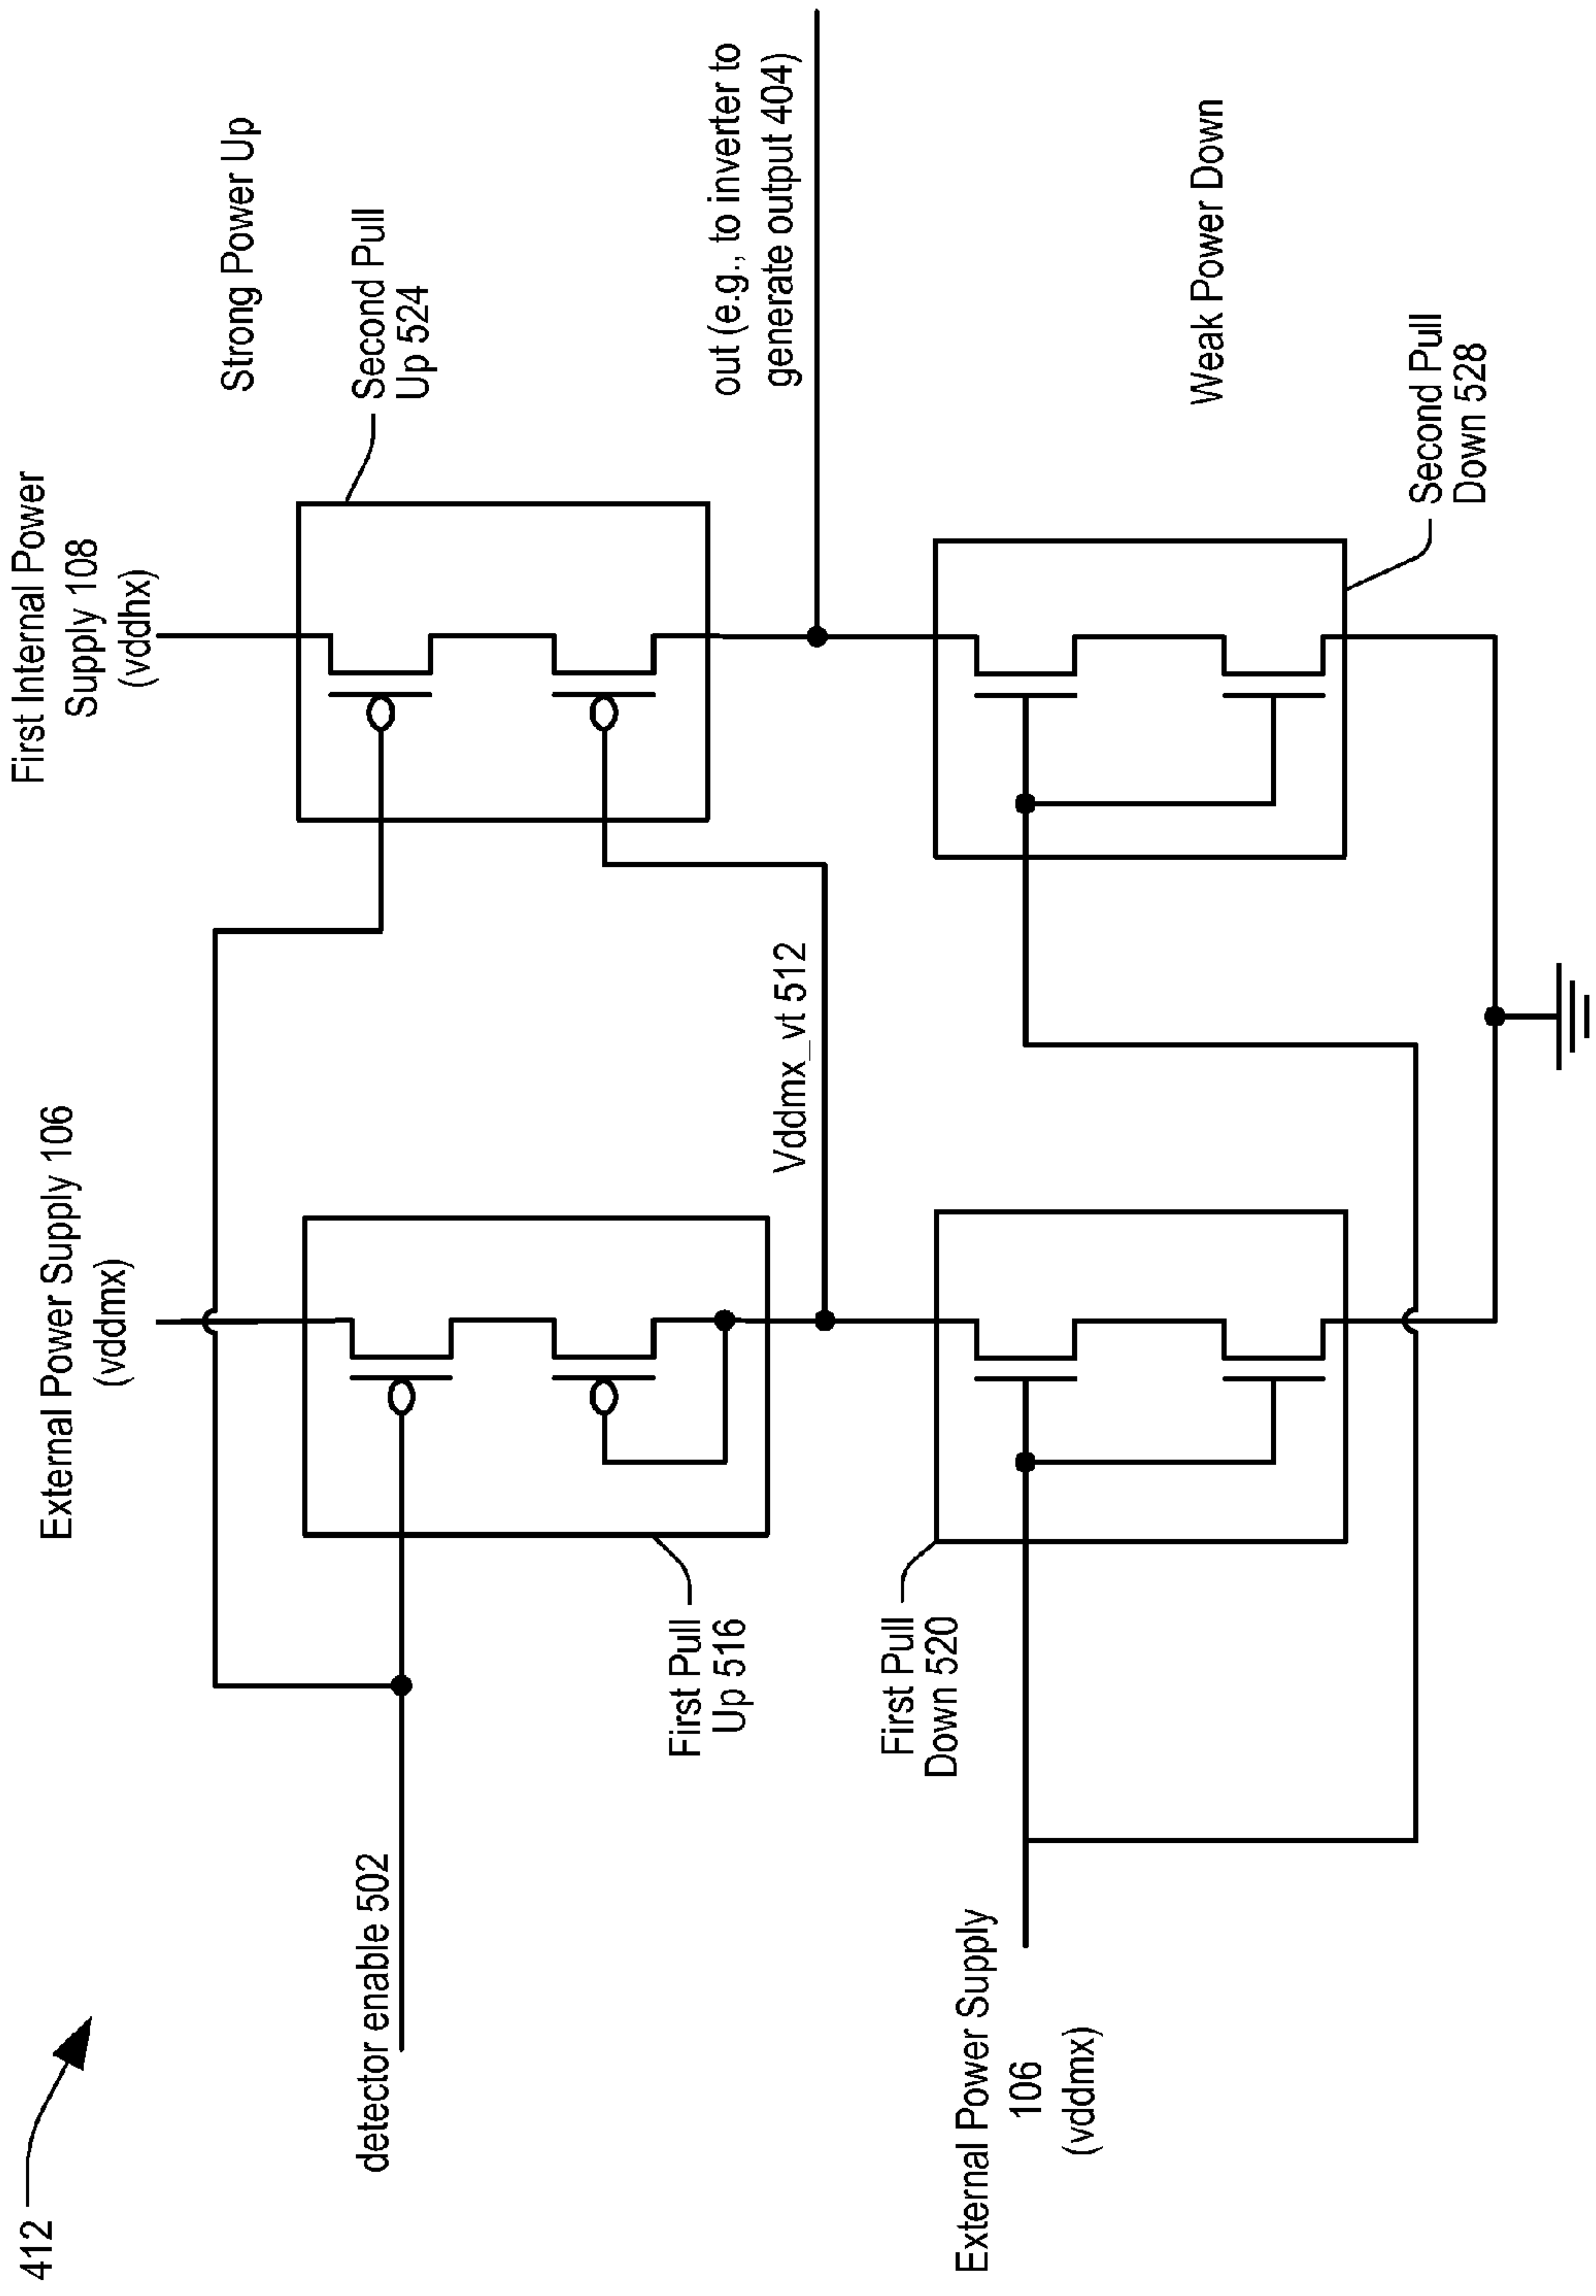 412
External Power Supply 106
(vddmx)
First Internal Power
Supply 108
(vddhx)
Strong Power Up
Second Pull
Up 524
detector enable 502
First Pull
Up 516
Vddmx_vt 512
out (e.g., to inverter to
generate output 404)
First Pull
Down 520
External Power Supply
106
(vddmx)
Weak Power Down
Second Pull
Down 528